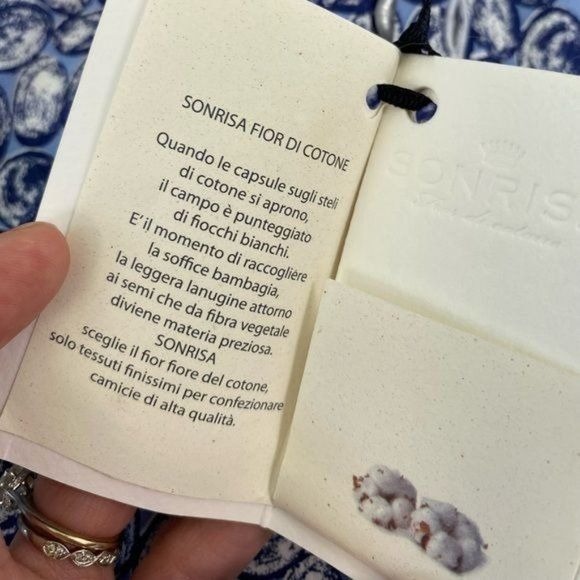 SONRISA FIOR DI COTONE
Quando le capsule sugli steli
di cotone si aprono,
il campo è punteggiato
di fiocchi bianchi.
E'il momento di raccogliere
la soffice bambagia,
la leggera lanugine attorno
ai semi che da fibra vegetale
diviene materia preziosa.
SONRISA
sceglie il fior fiore del cotone,
solo tessuti finissimi per confezionare
camicie di alta qualità.
SONRIS